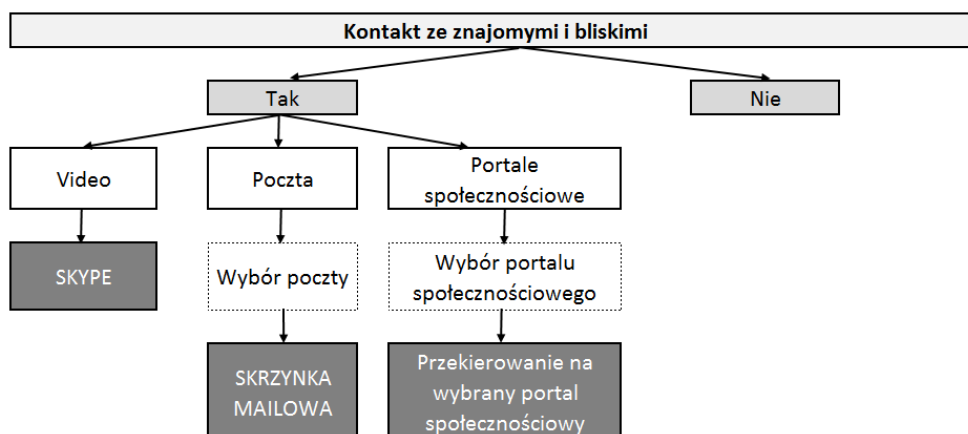 Kontakt ze znajomymi i bliskimi
Tak
Nie
Video
Poczta
Portale
społecznościowe
SKYPE
Wybór poczty
Wybór portalu
społecznościowego
SKRZYNKA
MAILOWA
Przekierowanie na
wybrany portal
społecznościowy